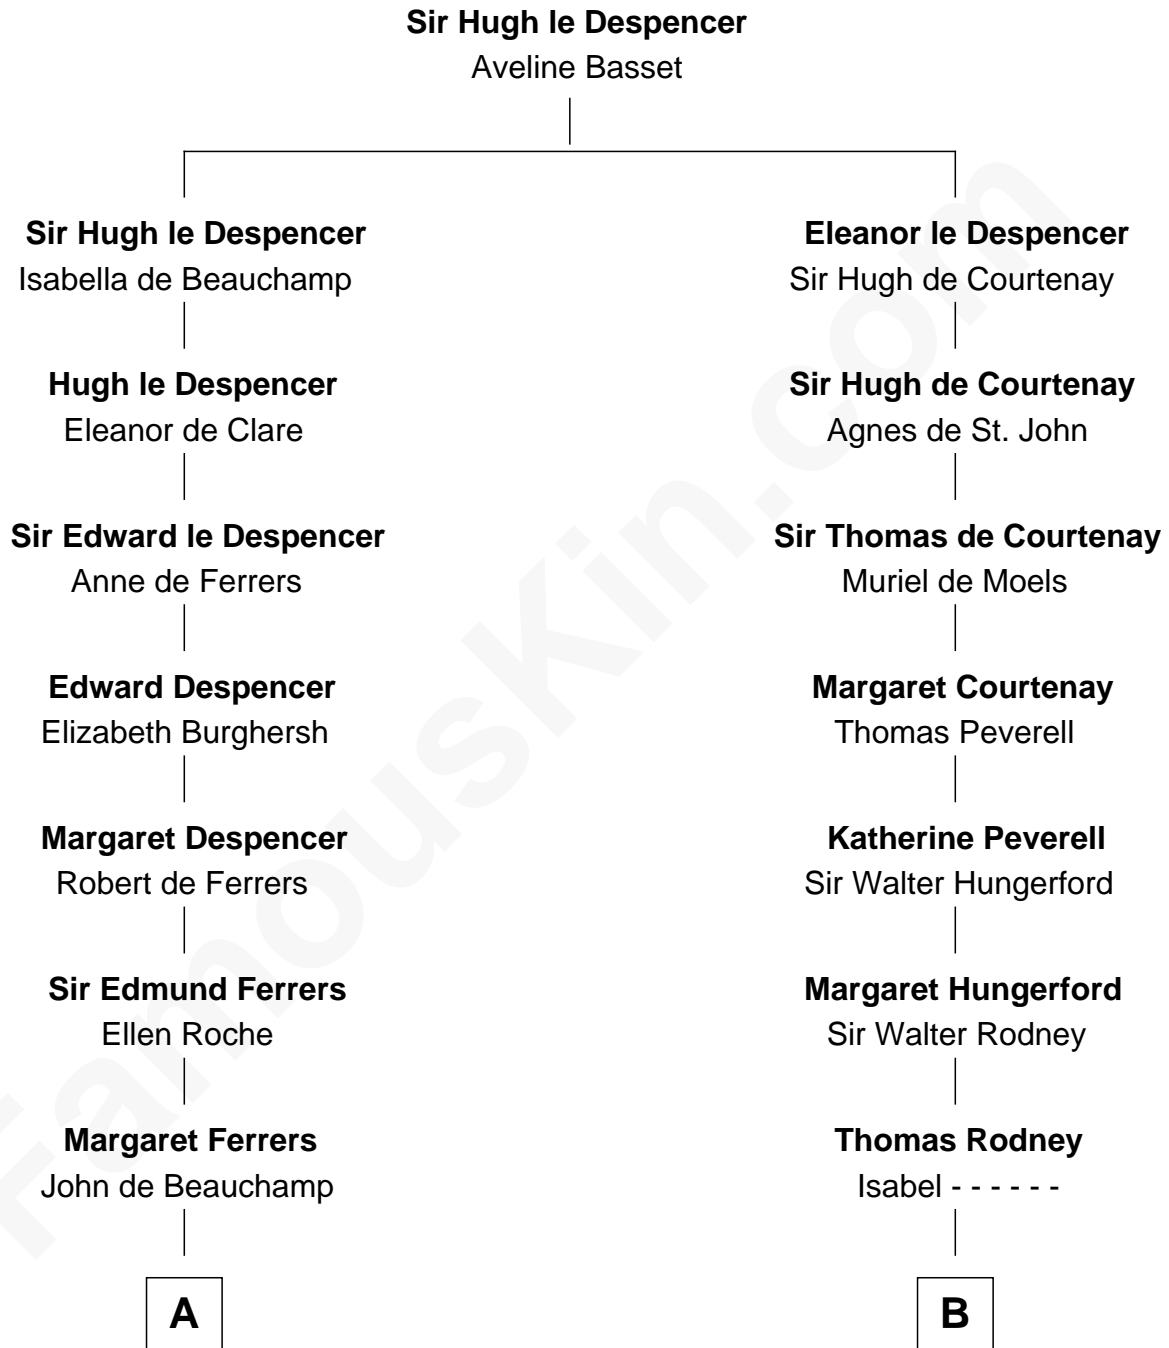 Sir Hugh le Despencer
Aveline Basset
Sir Hugh le Despencer
Isabella de Beauchamp
Eleanor le Despencer
Sir Hugh de Courtenay
Hugh le Despencer
Eleanor de Clare
Sir Hugh de Courtenay
Agnes de St. John
Sir Edward le Despencer
Anne de Ferrers
Sir Thomas de Courtenay
Muriel de Moels
Edward Despencer
Elizabeth Burghersh
Margaret Courtenay
Thomas Peverell
Margaret Despencer
Robert de Ferrers
Katherine Peverell
Sir Walter Hungerford
Sir Edmund Ferrers
Ellen Roche
Margaret Hungerford
Sir Walter Rodney
Margaret Ferrers
John de Beauchamp
Thomas Rodney
Isabel - - - - - -
A
B
FamousKin.com